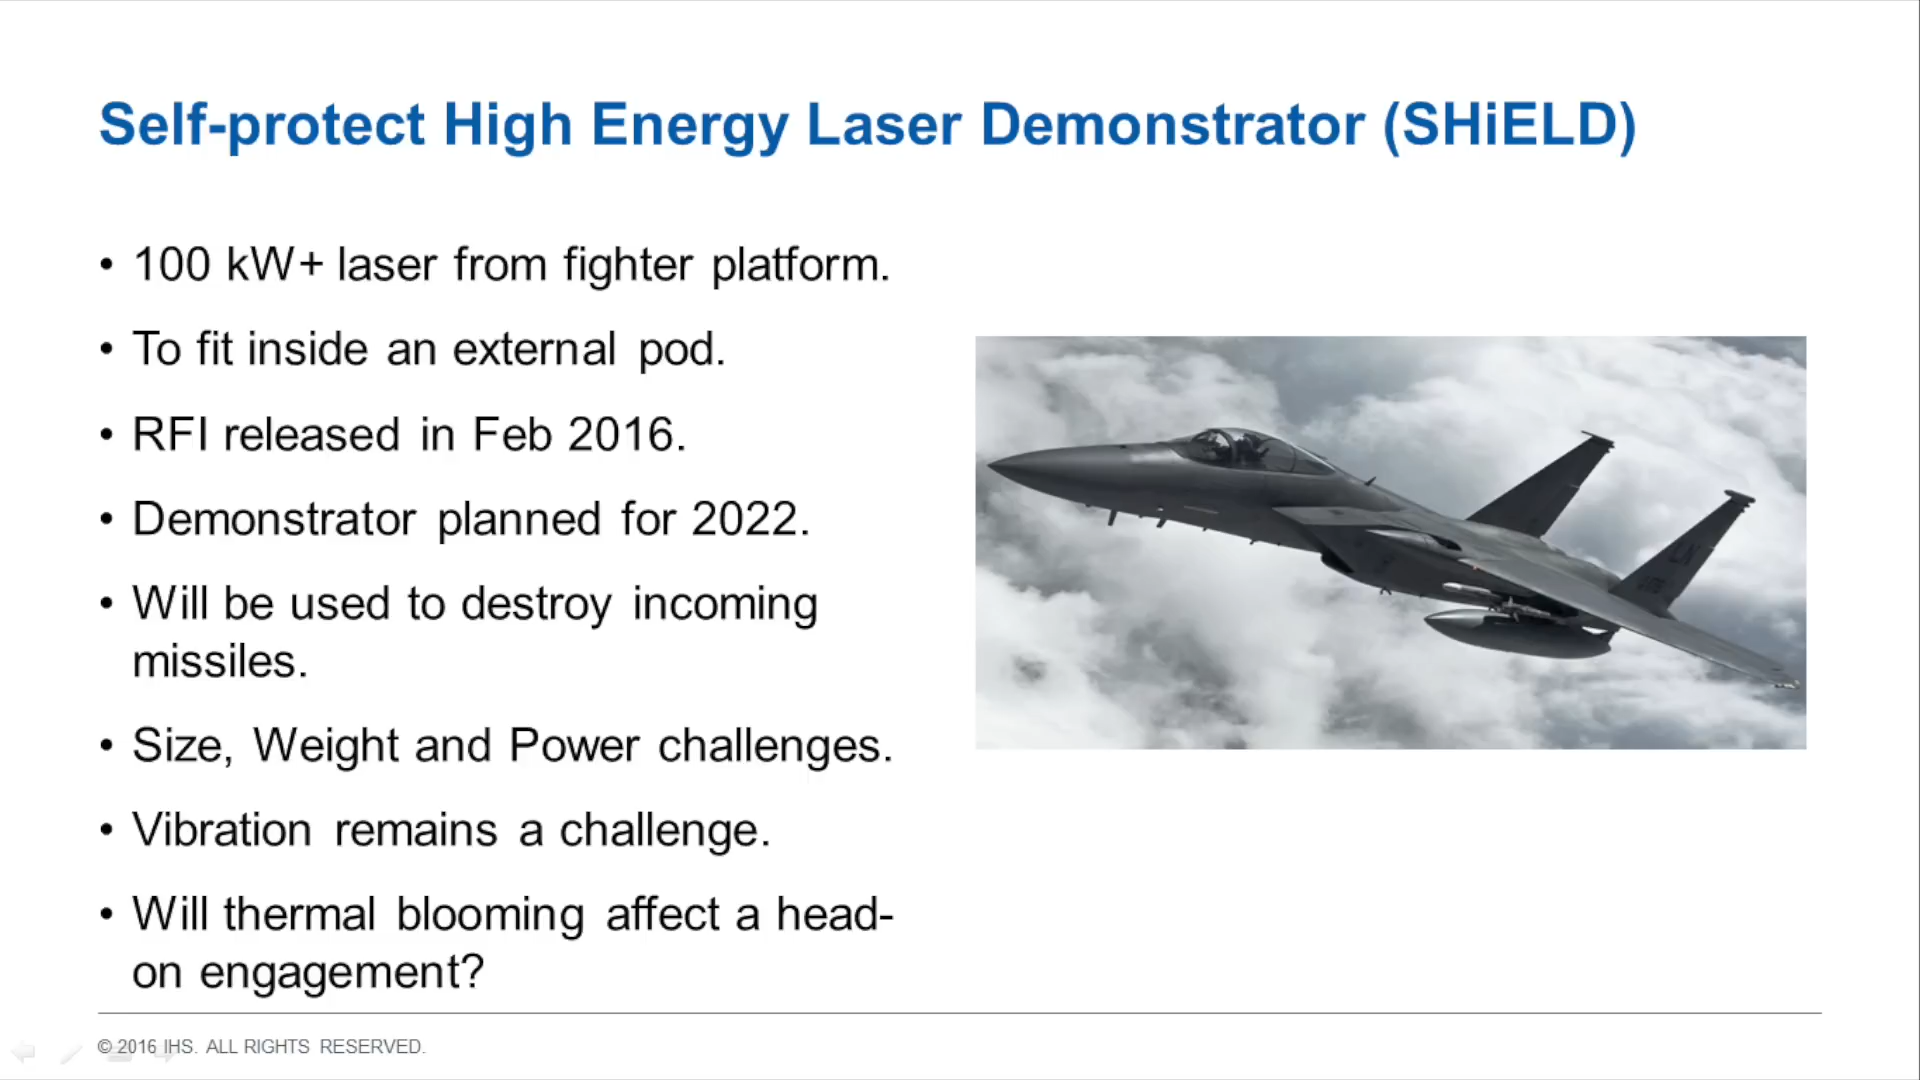 Self-protect High Energy Laser Demonstrator (SHiELD)
• 100 kW+ laser from fighter platform.
• To fit inside an external pod.
• RFI released in Feb 2016.
• Demonstrator planned for 2022.
• Will be used to destroy incoming
missiles.
• Size, Weight and Power challenges.
• Vibration remains a challenge.
• Will thermal blooming affect a head-
on engagement?
© 2016 IHS. ALL RIGHTS RESERVED.